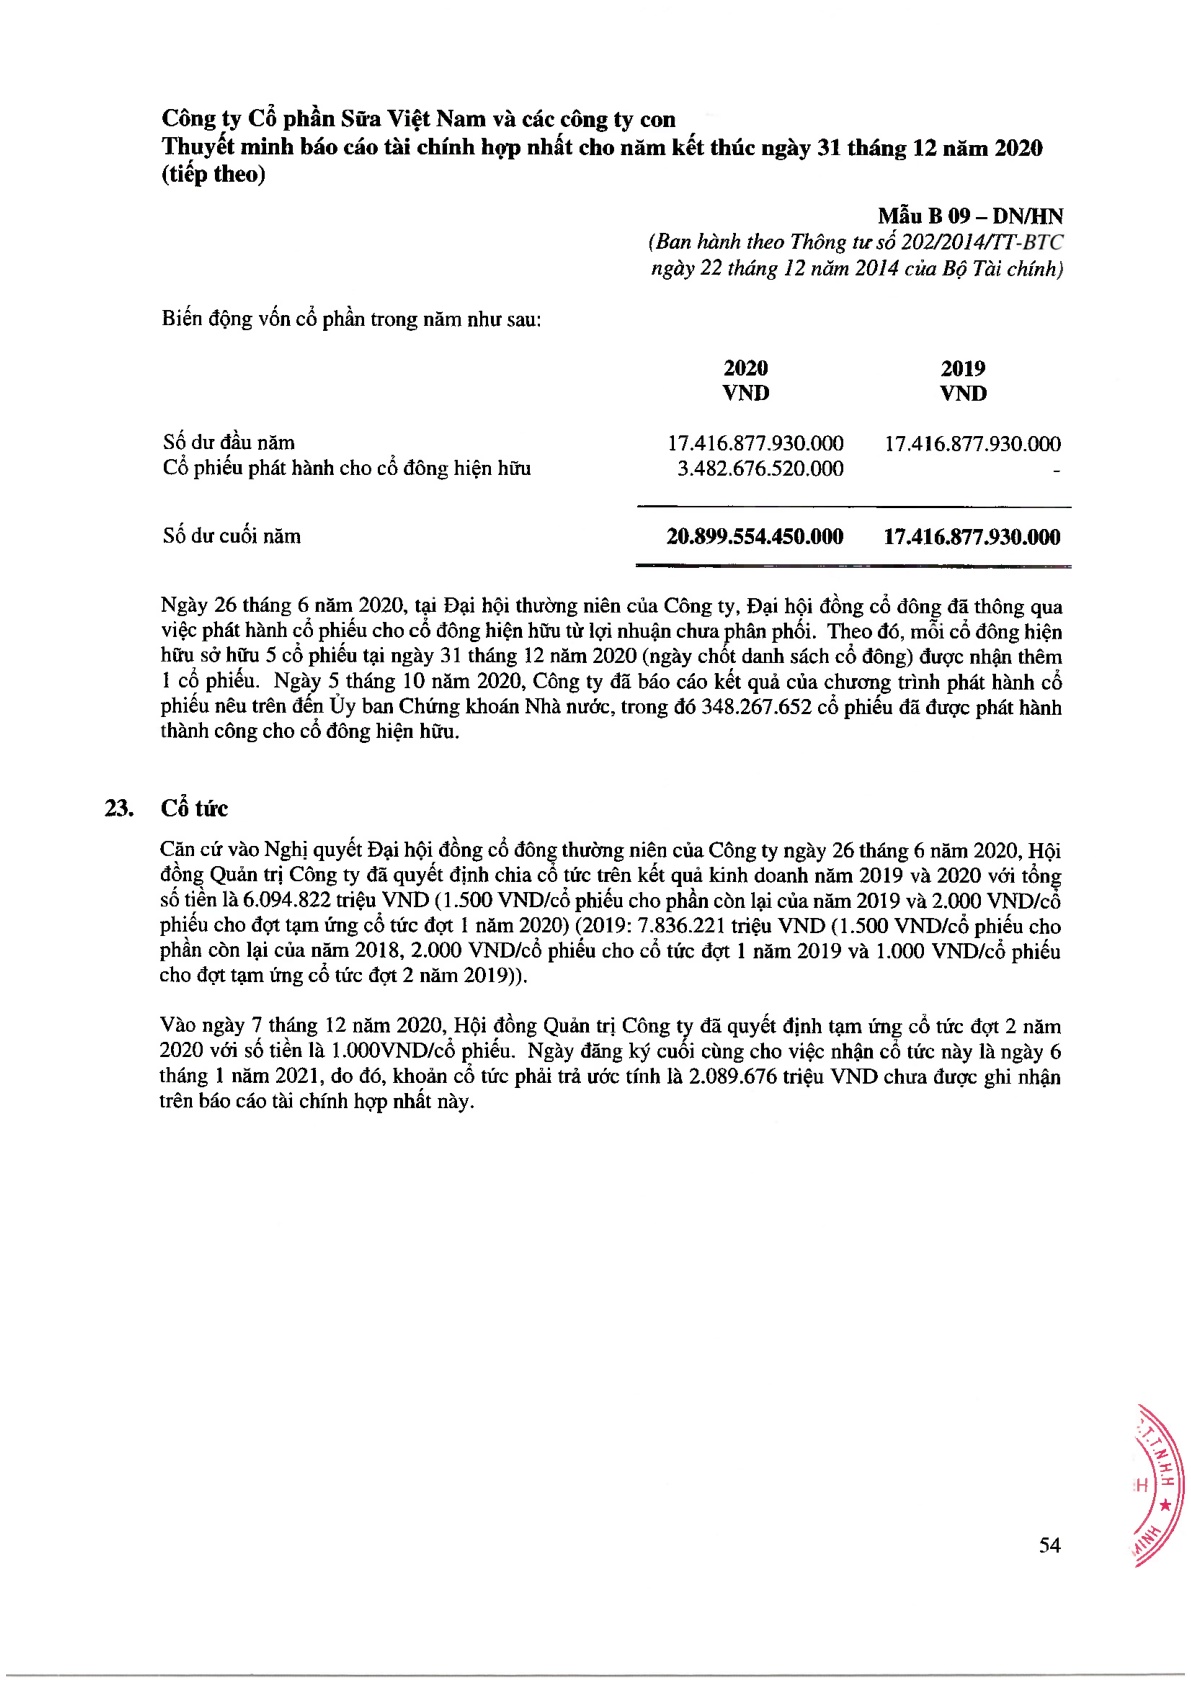 Công ty Cổ phần Sữa Việt Nam và các công ty con
Thuyết minh báo cáo tài chính hợp nhất cho năm kết thúc ngày 31 tháng 12 năm 2020
(tiếp theo)
Mẫu B 09 – DN/HN
(Ban hành theo Thông tư số 202/2014/TT-BTC
ngày 22 tháng 12 năm 2014 của Bộ Tài chính)
Biến động vốn cổ phần trong năm như sau:
2020 2019
VND VND
Số dư đầu năm 17.416.877.930.000 17.416.877.930.000
Cổ phiếu phát hành cho cổ đông hiện hữu 3.482.676.520.000 -
Số dư cuối năm 20.899.554.450.000 17.416.877.930.000
Ngày 26 tháng 6 năm 2020, tại Đại hội thường niên của Công ty, Đại hội đồng cổ đông đã thông qua
việc phát hành cổ phiếu cho cổ đông hiện hữu từ lợi nhuận chưa phân phối. Theo đó, mỗi cổ đông hiện
hữu sở hữu 5 cổ phiếu tại ngày 31 tháng 12 năm 2020 (ngày chốt danh sách cổ đông) được nhận thêm
1 cổ phiếu. Ngày 5 tháng 10 năm 2020, Công ty đã báo cáo kết quả của chương trình phát hành cổ
phiếu nêu trên đến Ủy ban Chứng khoán Nhà nước, trong đó 348.267.652 cổ phiếu đã được phát hành
thành công cho cổ đông hiện hữu.
23. Cổ tức
Căn cứ vào Nghị quyết Đại hội đồng cổ đông thường niên của Công ty ngày 26 tháng 6 năm 2020, Hội
đồng Quản trị Công ty đã quyết định chia cổ tức trên kết quả kinh doanh năm 2019 và 2020 với tổng
số tiền là 6.094.822 triệu VND (1.500 VND/cổ phiếu cho phần còn lại của năm 2019 và 2.000 VND/cổ
phiếu cho đợt tạm ứng cổ tức đợt 1 năm 2020) (2019: 7.836.221 triệu VND (1.500 VND/cổ phiếu cho
phần còn lại của năm 2018, 2.000 VND/cổ phiếu cho cổ tức đợt 1 năm 2019 và 1.000 VND/cổ phiếu
cho đợt tạm ứng cổ tức đợt 2 năm 2019)).
Vào ngày 7 tháng 12 năm 2020, Hội đồng Quản trị Công ty đã quyết định tạm ứng cổ tức đợt 2 năm
2020 với số tiền là 1.000VND/cổ phiếu. Ngày đăng ký cuối cùng cho việc nhận cổ tức này là ngày 6
tháng 1 năm 2021, do đó, khoản cổ tức phải trả ước tính là 2.089.676 triệu VND chưa được ghi nhận
trên báo cáo tài chính hợp nhất này.
.T.T.N.H.H
H
MINH
54